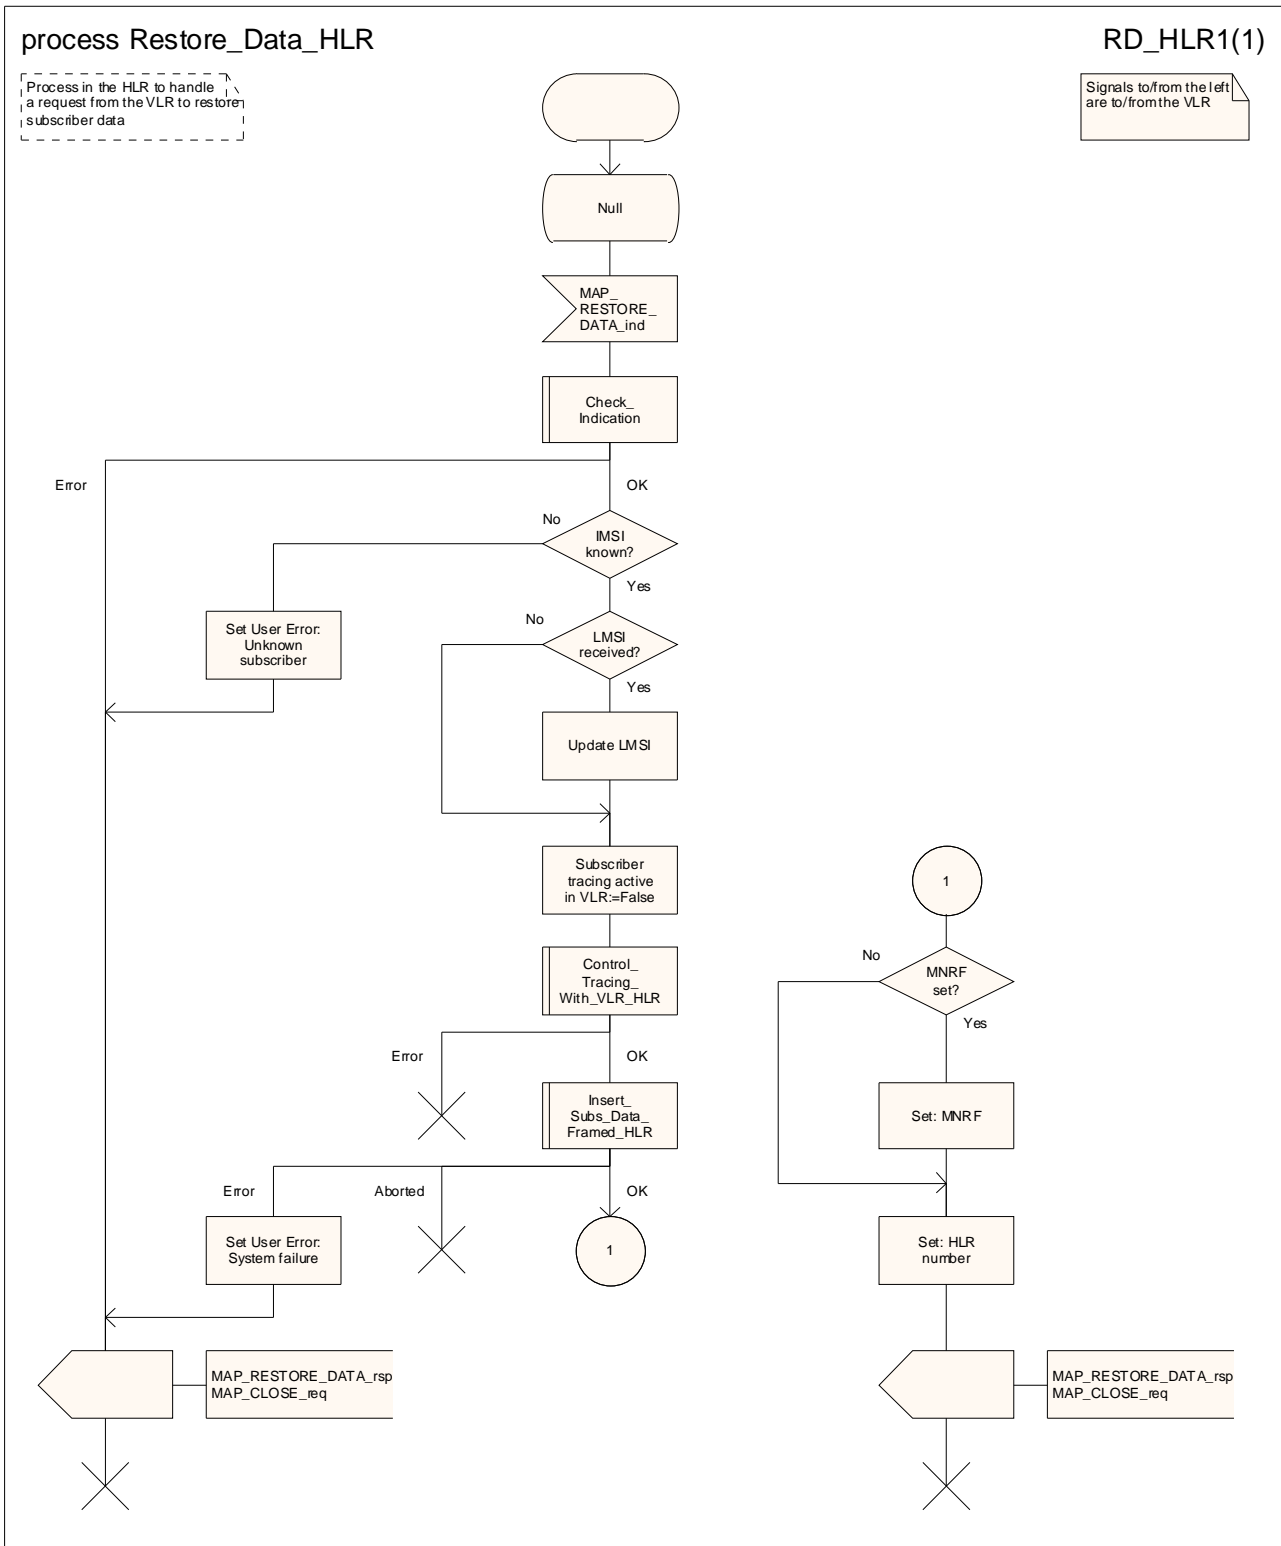 process Restore_Data_HLR
RD_HLR1(1)
Process in the HLR to handle
a request from the VLR to restore
subscriber data
Signals to/from the left
are to/from the VLR
Null
MAP_
RESTORE_
DATA_ind
Check_
Indication
Error
OK
No
IMSI
known?
Yes
Set User Error:
Unknown
subscriber
No
LMSI
received?
Yes
Update LMSI
Subscriber
tracing active
in VLR:=False
1
Control_
Tracing_
With_VLR_HLR
No
MNRF
set?
Yes
Error
OK
Insert_
Subs_Data_
Framed_HLR
Set: MNRF
Error
Aborted
OK
Set User Error:
System failure
1
Set: HLR
number
MAP_RESTORE_DATA_rsp
MAP_CLOSE_req
MAP_RESTORE_DATA_rsp
MAP_CLOSE_req